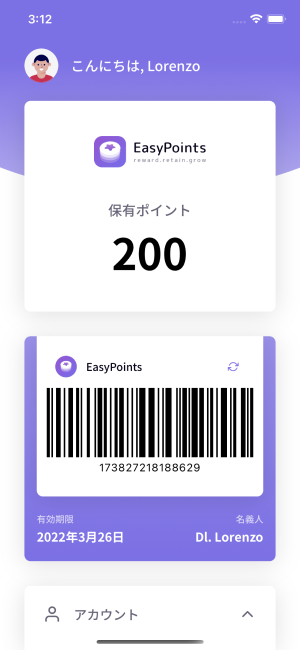 3:12
こんにちは, Lorenzo
EasyPoints
reward.retain.grow
保有ポイント
200
EasyPoints
173827218188629
有効期限
名義人
2022年3月26日
Dl. Lorenzo
アカウント